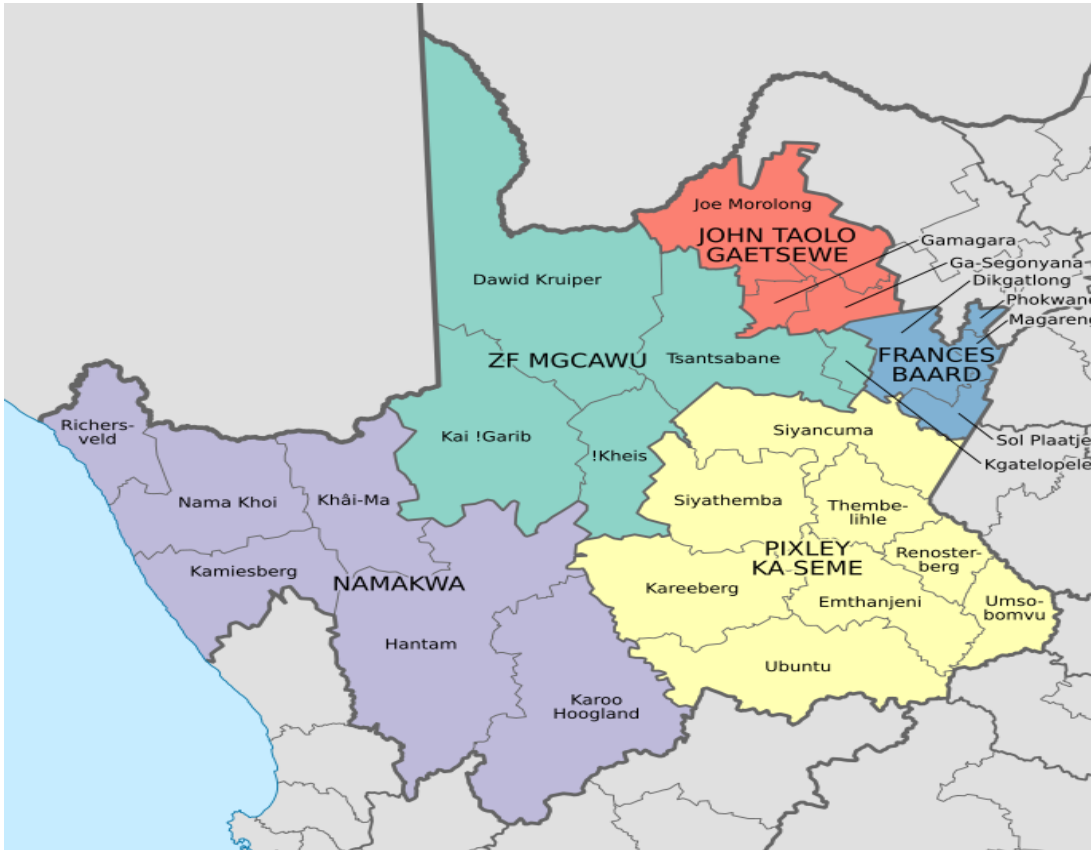 Joe Morolong
JOHN TAOLO
GAETSEWE
Gamagara
Ga-Segonyana
Dikgatlong
Phokwane
Magareng
Dawid Kruiper
ZF MGCAWU
Tsantsabane
FRANCES
BAARD
Richers-
veld
Kai !Garib
!Kheis
Siyancuma
Sol Plaatje
Kgatelopele
Nama Khoi
Khâi-Ma
Siyathemba
Thembe-
lihle
Kamiesberg
NAMAKWA
PIXLEY
KA SEME
Renoster-
berg
Kareeberg
Emthanjeni
Umso-
bomvu
Hantam
Ubuntu
Karoo
Hoogland